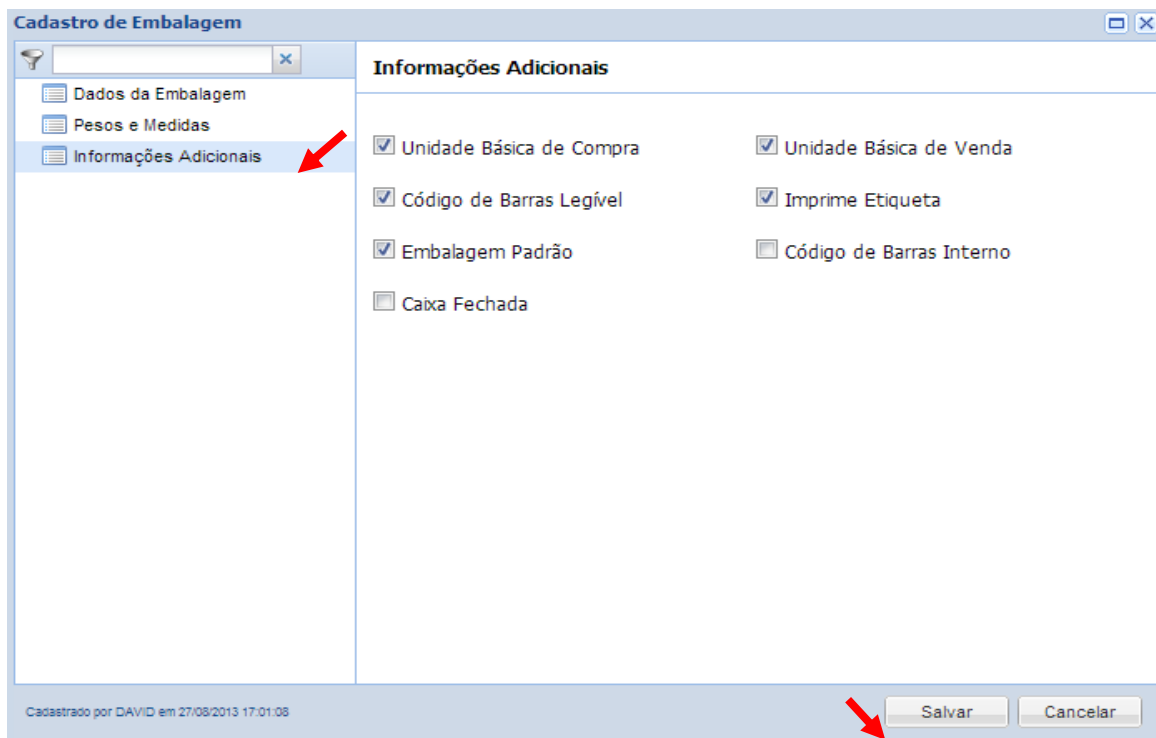 Cadastro de Embalagem
Dados da Embalagem
Pesos e Medidas
Informações Adicionais
Informações Adicionais
Unidade Básica de Compra
Unidade Básica de Venda
Código de Barras Legível
Imprime Etiqueta
Embalagem Padrão
Código de Barras Interno
Caixa Fechada
Cadastrado por DAVID em 27/08/2013 17:01:08
Salvar
Cancelar